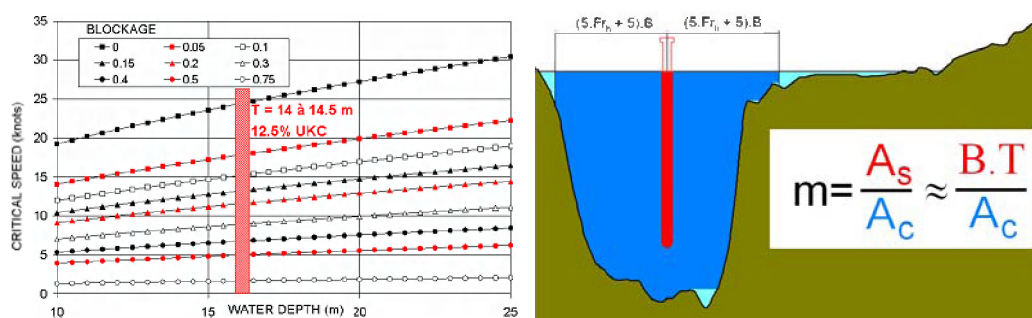 BLOCKAGE
0 0.05 0.1
0.15 0.2 0.3
0.4 0.5 0.75
T = 14 à 14.5 m
12.5% UKC
CRITICAL SPEED (knots)
35
30
25
20
15
10
5
0
10 15 20 25
WATER DEPTH (m)
(5.Frₕ + 5).B (5.Frₕ + 5).B
m= Aₛ/A_C ≈ B.T/A_C